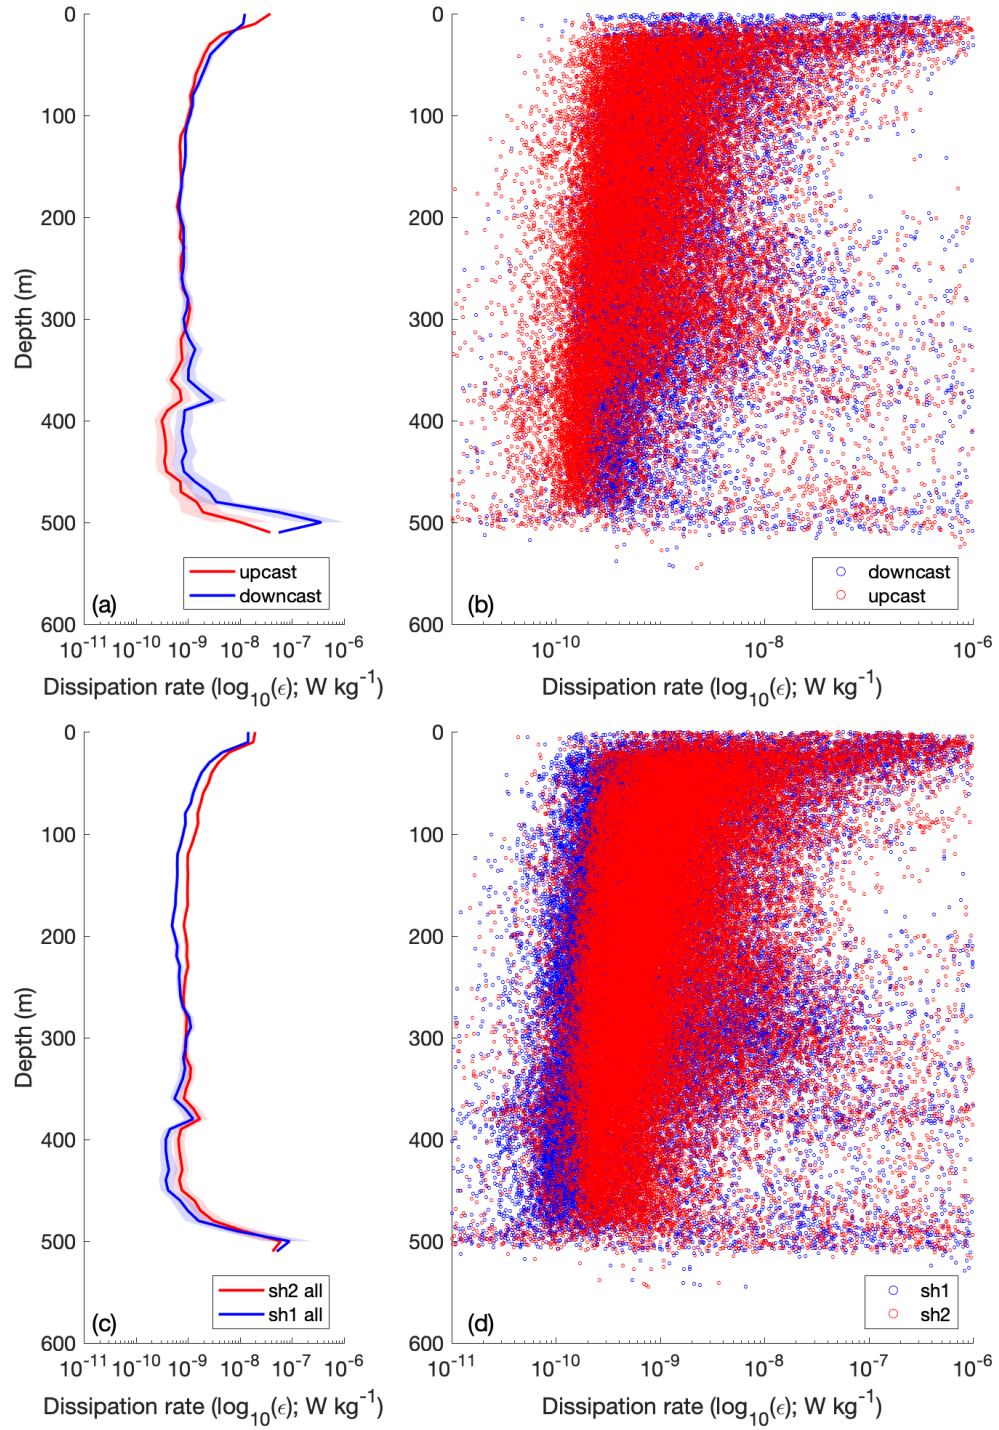 0
100
200
300
400
500
600
Depth (m)
upcast
downcast
(a)
10^-11 10^-10 10^-9 10^-8 10^-7 10^-6
Dissipation rate (log_10(ϵ); W kg^-1)
0
100
200
300
400
500
600
downcast
upcast
(b)
10^-10 10^-8 10^-6
Dissipation rate (log_10(ϵ); W kg^-1)
0
100
200
300
400
500
600
Depth (m)
sh2 all
sh1 all
(c)
10^-11 10^-10 10^-9 10^-8 10^-7 10^-6
Dissipation rate (log_10(ϵ); W kg^-1)
0
100
200
300
400
500
600
sh1
sh2
(d)
10^-11 10^-10 10^-9 10^-8 10^-7 10^-6
Dissipation rate (log_10(ϵ); W kg^-1)